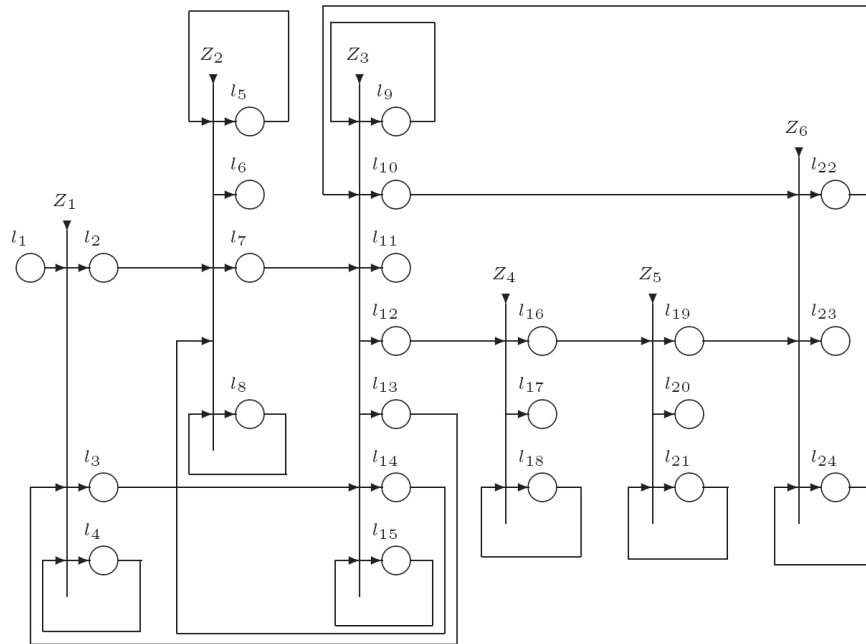 Z₂ Z₃
l₅ l₉
Z₆
l₆ l₁₀ l₂₂
Z₁
l₁ l₂ l₇ l₁₁
Z₄ Z₅
l₁₂ l₁₆ l₁₉ l₂₃
l₈ l₁₃ l₁₇ l₂₀
l₃ l₁₄ l₁₈ l₂₁ l₂₄
l₄ l₁₅